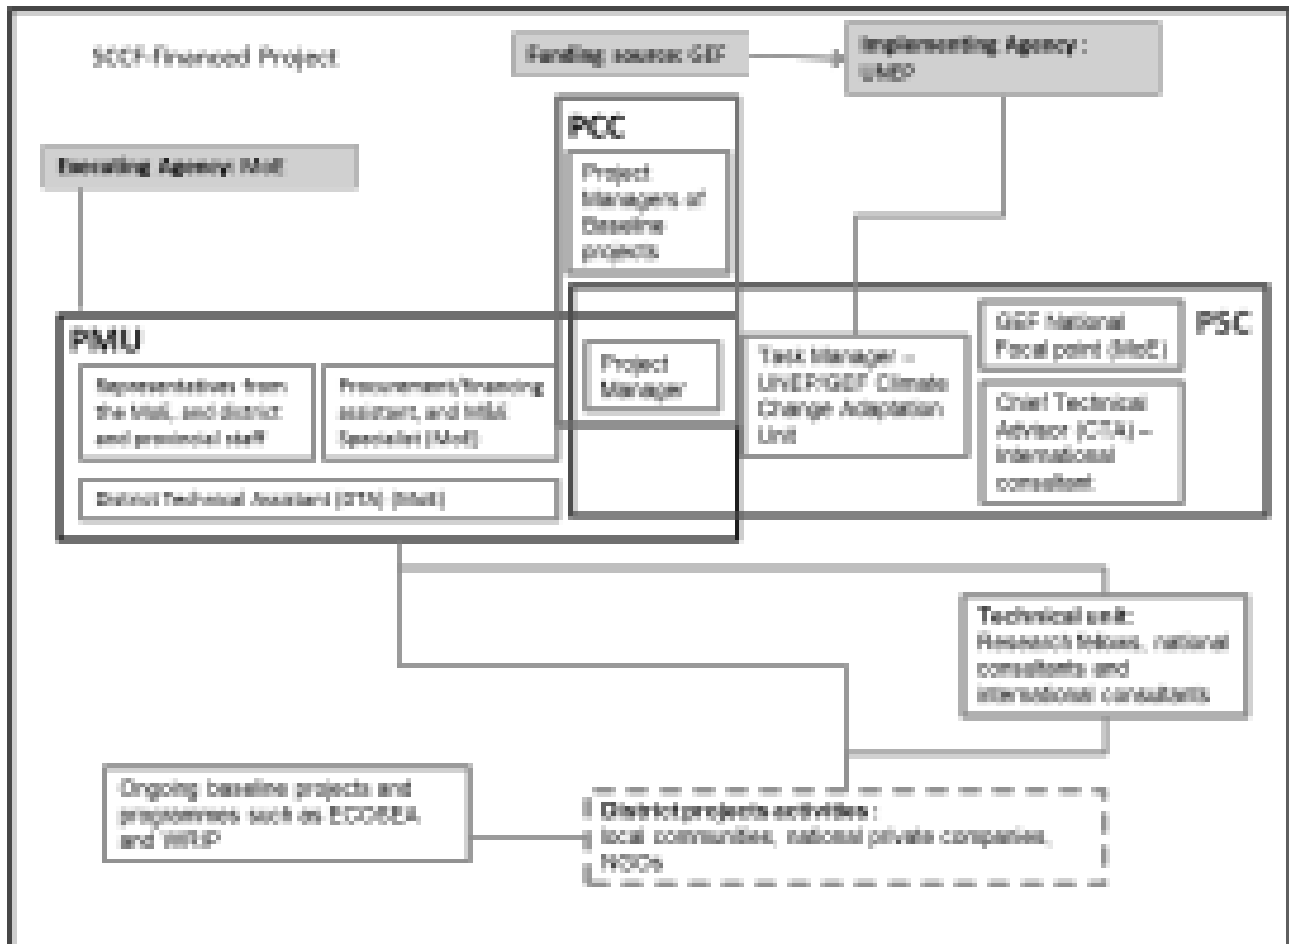 SCCF-Financed Project
Funding source: GEF
Implementing Agency :
UNEP
PCC
Executing Agency: MoE
Project
Managers of
Baseline
projects
PMU
PSC
GEF National
Focal point (MoE)
Representatives from
the MoE, and district
and provincial staff
Procurement/financing
assistant, and M&E
Specialist (MoE)
Project
Manager
Task Manager –
UNEP/GEF Climate
Change Adaptation
Unit
Chief Technical
Advisor (CTA) –
International
consultant
District Technical Assistant (DTA) (MoE)
Technical unit:
Research fellows, national
consultants and
international consultants
Ongoing baseline projects and
programmes such as
and
District projects activities :
local communities, national private companies,
NGOs